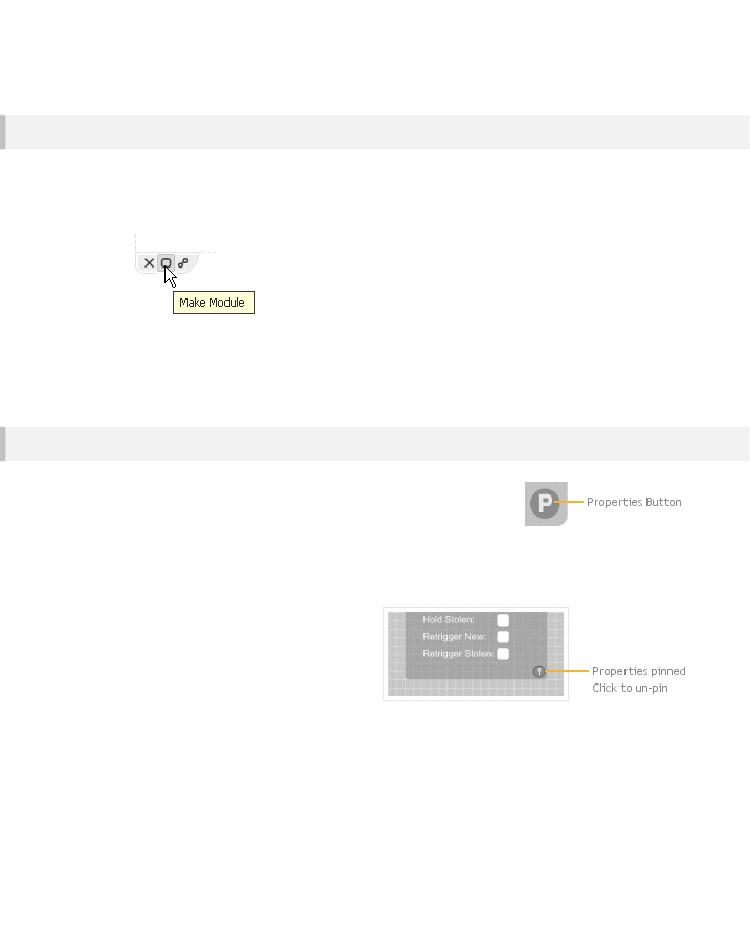 Make Module
P
Properties Button
Hold Stolen:
Retrigger New:
Retrigger Stolen:
Properties pinned
Click to un-pin